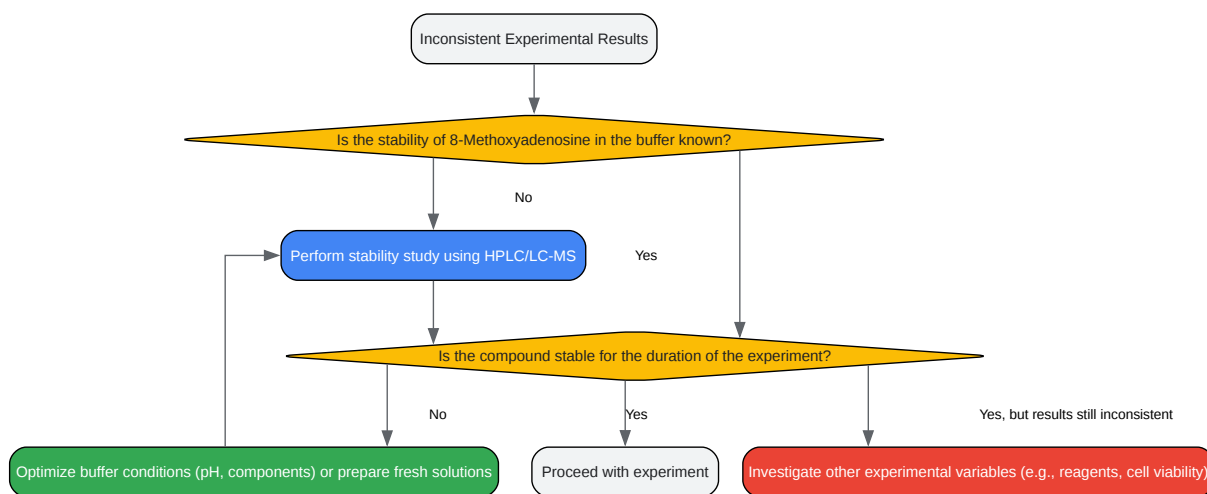 Inconsistent Experimental Results
Is the stability of 8-Methoxyadenosine in the buffer known?
No
Perform stability study using HPLC/LC-MS
Yes
Is the compound stable for the duration of the experiment?
No
Yes
Yes, but results still inconsistent
Optimize buffer conditions (pH, components) or prepare fresh solutions
Proceed with experiment
Investigate other experimental variables (e.g., reagents, cell viability)